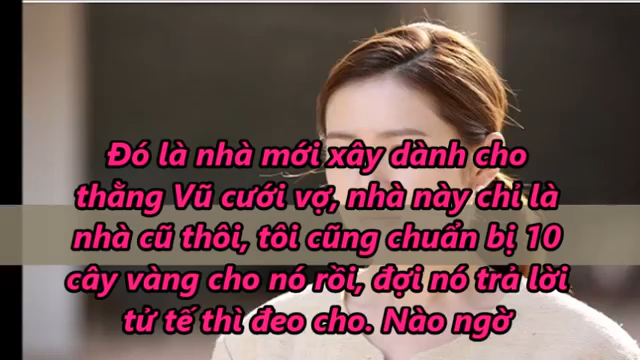 Đó là nhà mới xây dành cho
thằng Vũ cưới vợ, nhà này chỉ là
nhà cũ thôi, tôi cũng chuẩn bị 10
cây vàng cho nó rồi, đợi nó trả lời
tử tế thì đeo cho. Nào ngờ